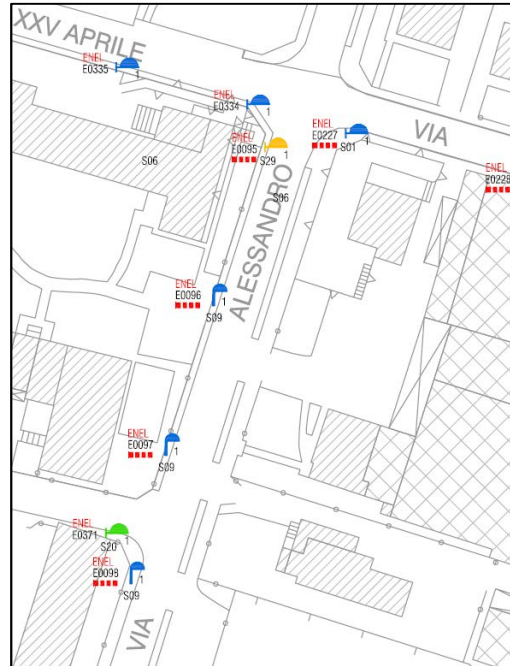 XXV APRILE
ENEL
E0335
1
ENEL
E0334
1
ENEL
E0227
S01
1
VIA
ENEL
E0095
S29
1
ENEL
E0228
S06
S06
ALESSANDRO
ENEL
E0096
S09
1
ENEL
E0097
S09
1
ENEL
E0371
S20
1
ENEL
E0098
S09
1
VIA